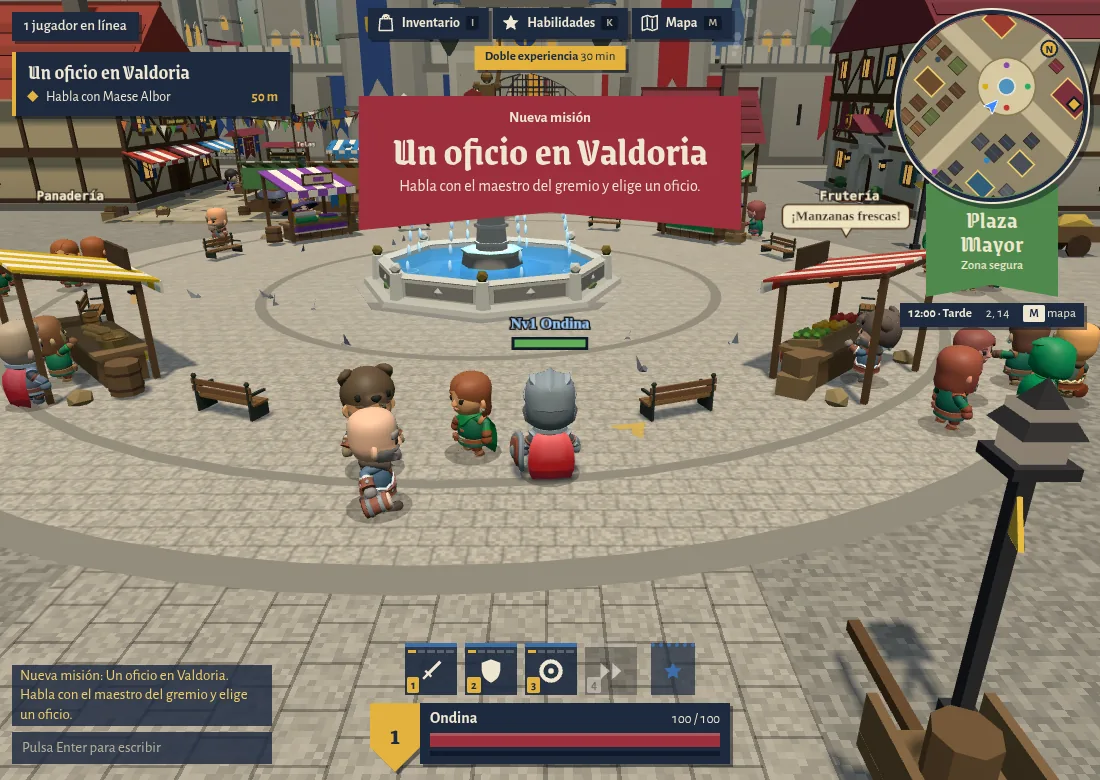 1 jugador en línea
Inventario I
Habilidades K
Mapa M
Doble experiencia 30 min
Un oficio en Valdoria
Habla con Maese Albor 50 m
Nueva misión
Un oficio en Valdoria
Habla con el maestro del gremio y elige un oficio.
N
Telas
Panadería
Frutería
¡Manzanas frescas!
Plaza
Mayor
Zona segura
12:00 · Tarde 2, 14 M mapa
Nv1 Ondina
1
2
3
4
Nueva misión: Un oficio en Valdoria.
Habla con el maestro del gremio y elige
un oficio.
Pulsa Enter para escribir
1
Ondina 100 / 100